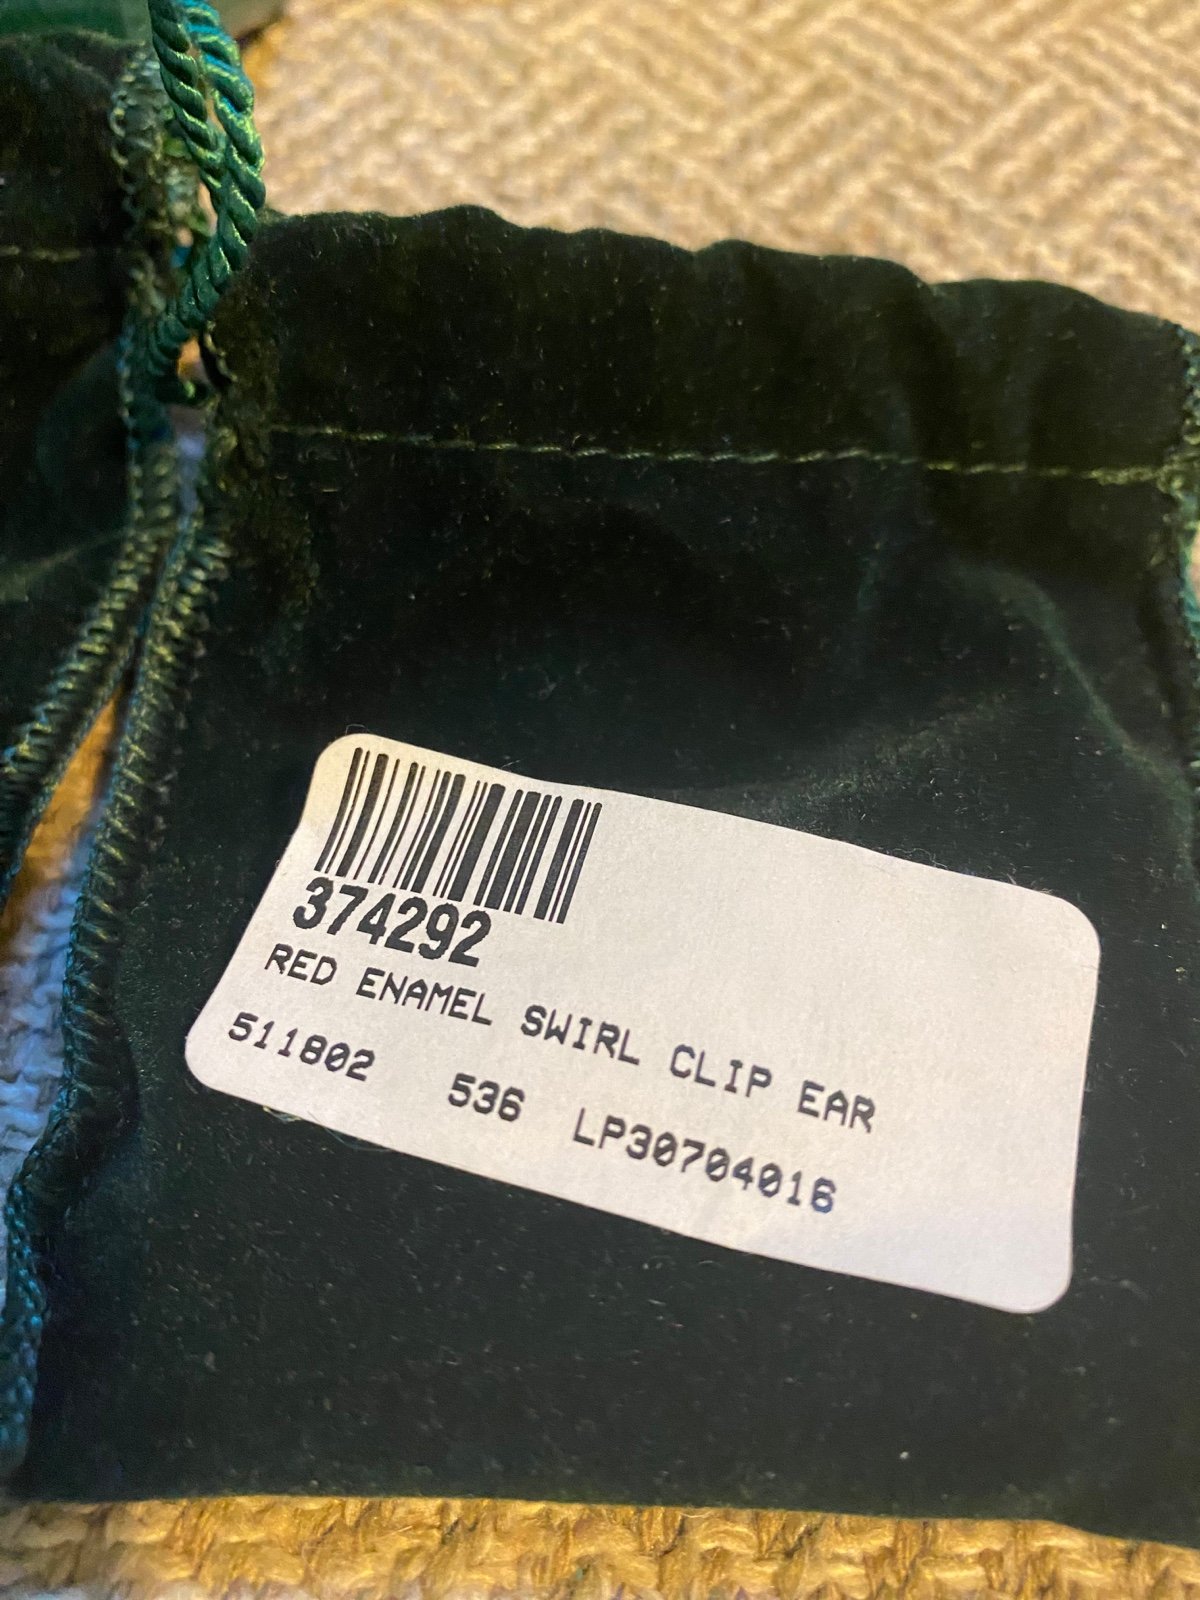 374292
RED ENAMEL SWIRL CLIP EAR
511802 536 LP30704016